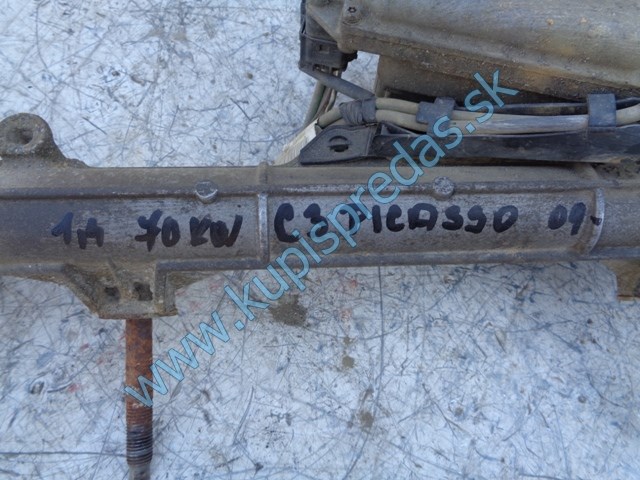 1.4 70 KW C3 PICASSO 09.
www.kupispredas.sk